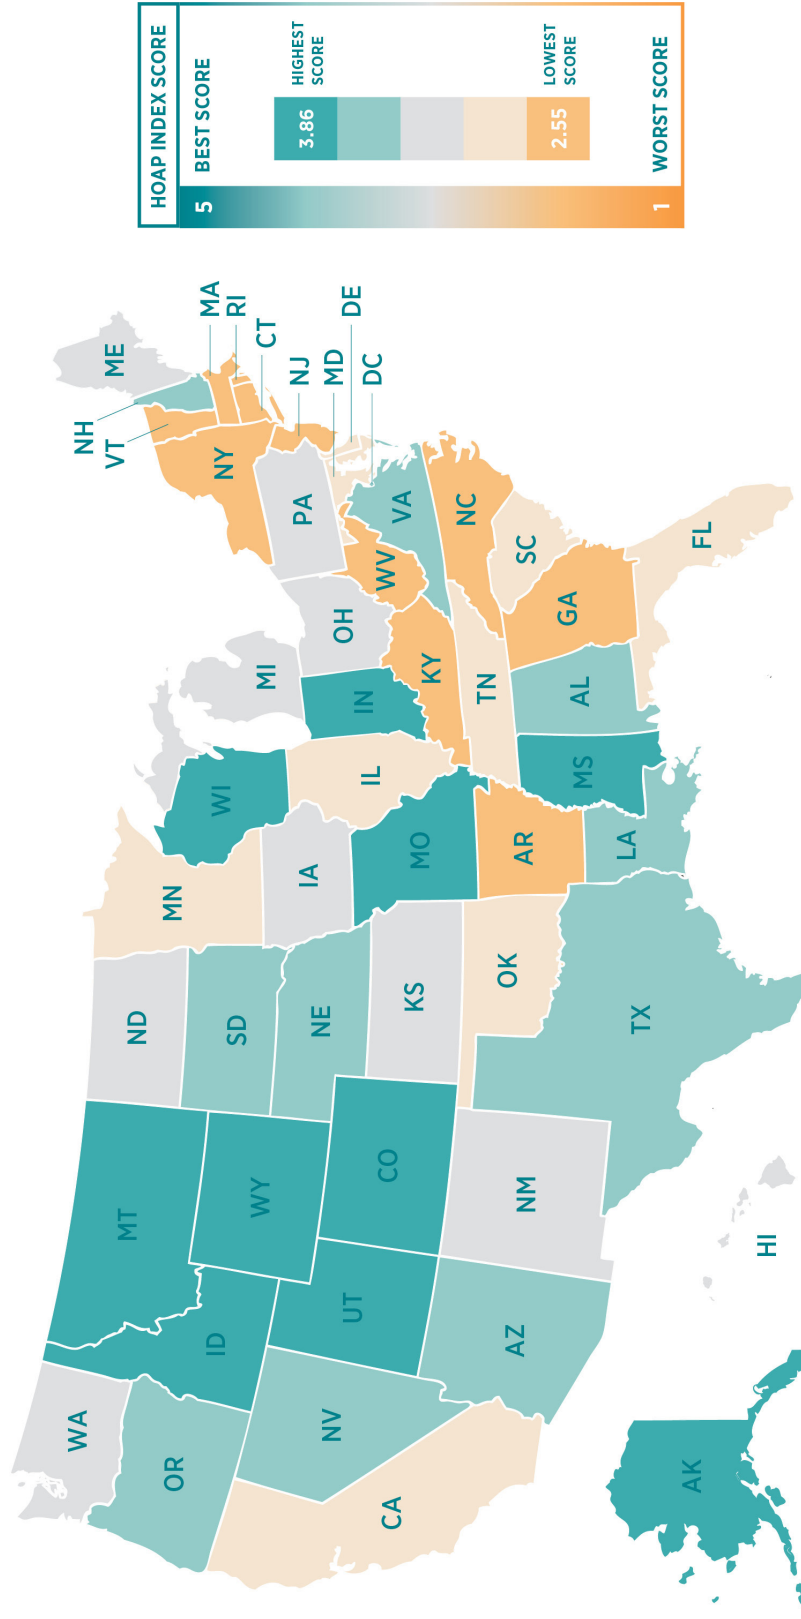 HOAP INDEX SCORE
5
BEST SCORE
HIGHEST
SCORE
3.86
2.55
LOWEST
SCORE
1
WORST SCORE
WA
OR
CA
NV
ID
MT
WY
UT
CO
AZ
NM
ND
SD
NE
KS
OK
TX
MN
IA
MO
AR
LA
WI
IL
MS
MI
IN
KY
TN
AL
OH
WV
GA
FL
SC
NC
VA
PA
NY
VT
NH
ME
MA
RI
CT
NJ
MD
DE
DC
AK
HI